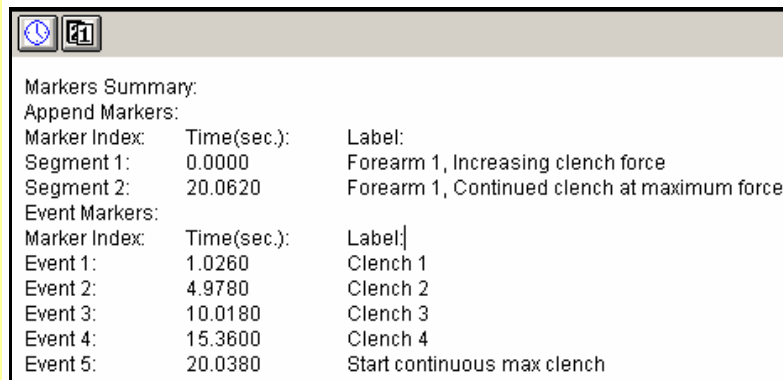 21
Markers Summary:
Append Markers:
Marker Index: Time(sec.): Label:
Segment 1: 0.0000 Forearm 1, Increasing clench force
Segment 2: 20.0620 Forearm 1, Continued clench at maximum force
Event Markers:
Marker Index: Time(sec.): Label:
Event 1: 1.0260 Clench 1
Event 2: 4.9780 Clench 2
Event 3: 10.0180 Clench 3
Event 4: 15.3600 Clench 4
Event 5: 20.0380 Start continuous max clench